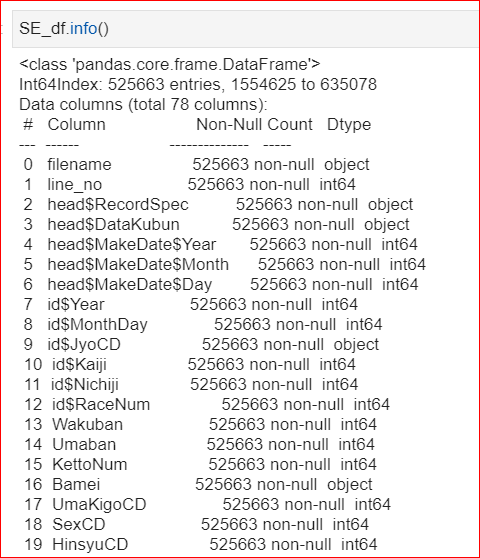 SE_df.info()
<class 'pandas.core.frame.DataFrame'>
Int64Index: 525663 entries, 1554625 to 635078
Data columns (total 78 columns):
 #   Column                    Non-Null Count   Dtype
---  ------                    --------------   -----
 0   filename                  525663 non-null  object
 1   line_no                   525663 non-null  int64
 2   head$RecordSpec           525663 non-null  object
 3   head$DataKubun            525663 non-null  object
 4   head$MakeDate$Year        525663 non-null  int64
 5   head$MakeDate$Month       525663 non-null  int64
 6   head$MakeDate$Day         525663 non-null  int64
 7   id$Year                   525663 non-null  int64
 8   id$MonthDay               525663 non-null  int64
 9   id$JyoCD                  525663 non-null  object
 10  id$Kaiji                  525663 non-null  int64
 11  id$Nichiji                525663 non-null  int64
 12  id$RaceNum                525663 non-null  int64
 13  Wakuban                   525663 non-null  int64
 14  Umaban                    525663 non-null  int64
 15  KettoNum                  525663 non-null  int64
 16  Bamei                     525663 non-null  object
 17  UmaKigoCD                 525663 non-null  int64
 18  SexCD                     525663 non-null  int64
 19  HinsyuCD                  525663 non-null  int64